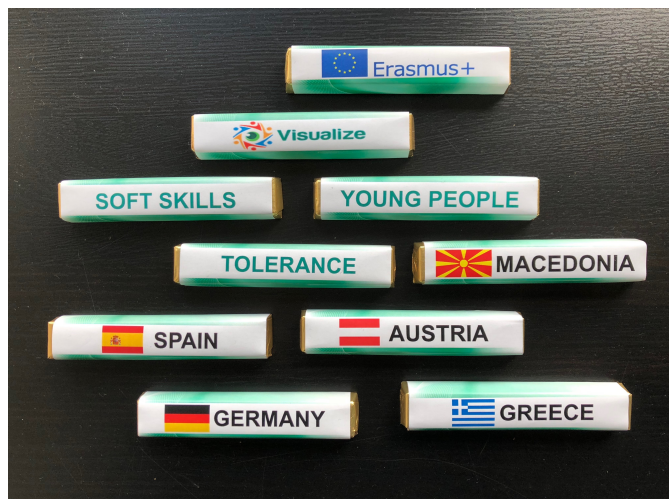 Erasmus+
Visualize
SOFT SKILLS
YOUNG PEOPLE
TOLERANCE
MACEDONIA
SPAIN
AUSTRIA
GERMANY
GREECE